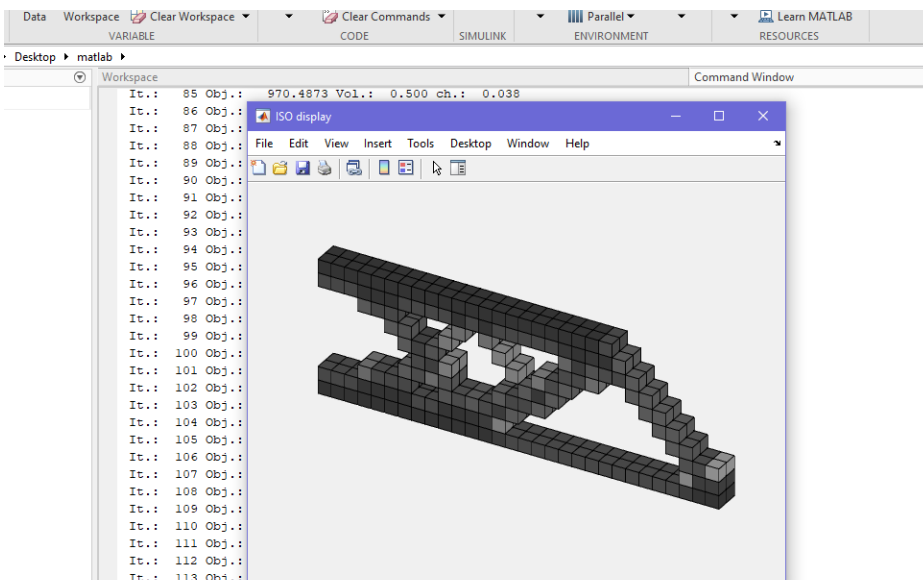 Data Workspace Clear Workspace Clear Commands Parallel Learn MATLAB
VARIABLE CODE SIMULINK ENVIRONMENT RESOURCES
Desktop matlab
Workspace Command Window
It.: 85 Obj.: 970.4873 Vol.: 0.500 ch.: 0.038
It.: 86 Obj.:
ISO display
It.: 87 Obj.:
File Edit View Insert Tools Desktop Window Help
It.: 88 Obj.:
It.: 89 Obj.:
It.: 90 Obj.:
It.: 91 Obj.:
It.: 92 Obj.:
It.: 93 Obj.:
It.: 94 Obj.:
It.: 95 Obj.:
It.: 96 Obj.:
It.: 97 Obj.:
It.: 98 Obj.:
It.: 99 Obj.:
It.: 100 Obj.:
It.: 101 Obj.:
It.: 102 Obj.:
It.: 103 Obj.:
It.: 104 Obj.:
It.: 105 Obj.:
It.: 106 Obj.:
It.: 107 Obj.:
It.: 108 Obj.:
It.: 109 Obj.:
It.: 110 Obj.:
It.: 111 Obj.:
It.: 112 Obj.:
It.: 113 Obj.: